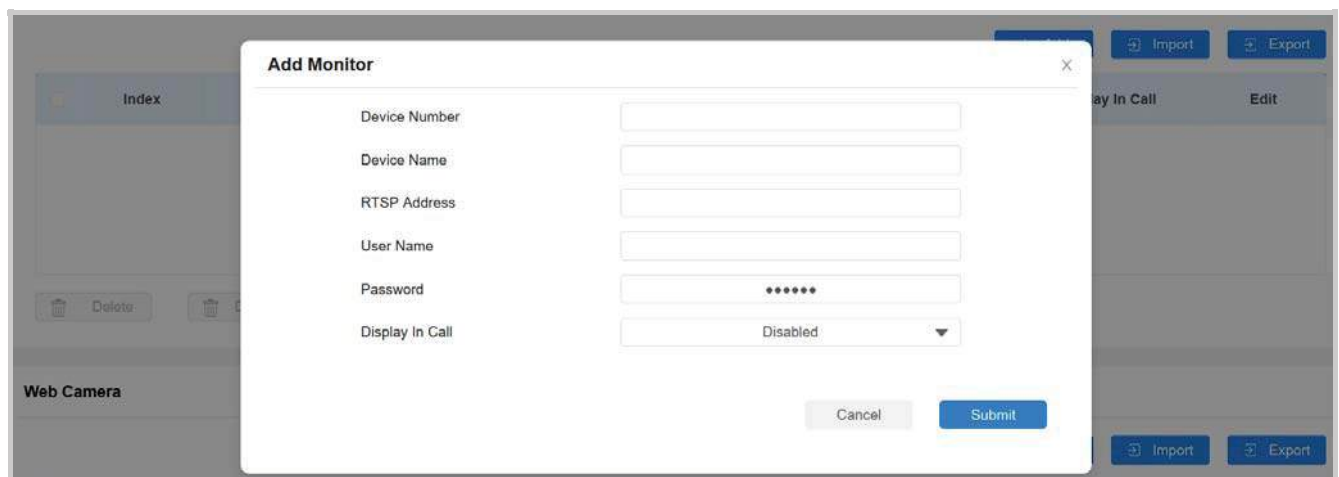 Import Export
Add Monitor
Index
ay In Call Edit
Device Number
Device Name
RTSP Address
User Name
Password ●●●●●●
Delete
Display In Call Disabled
Web Camera
Cancel Submit
Import Export